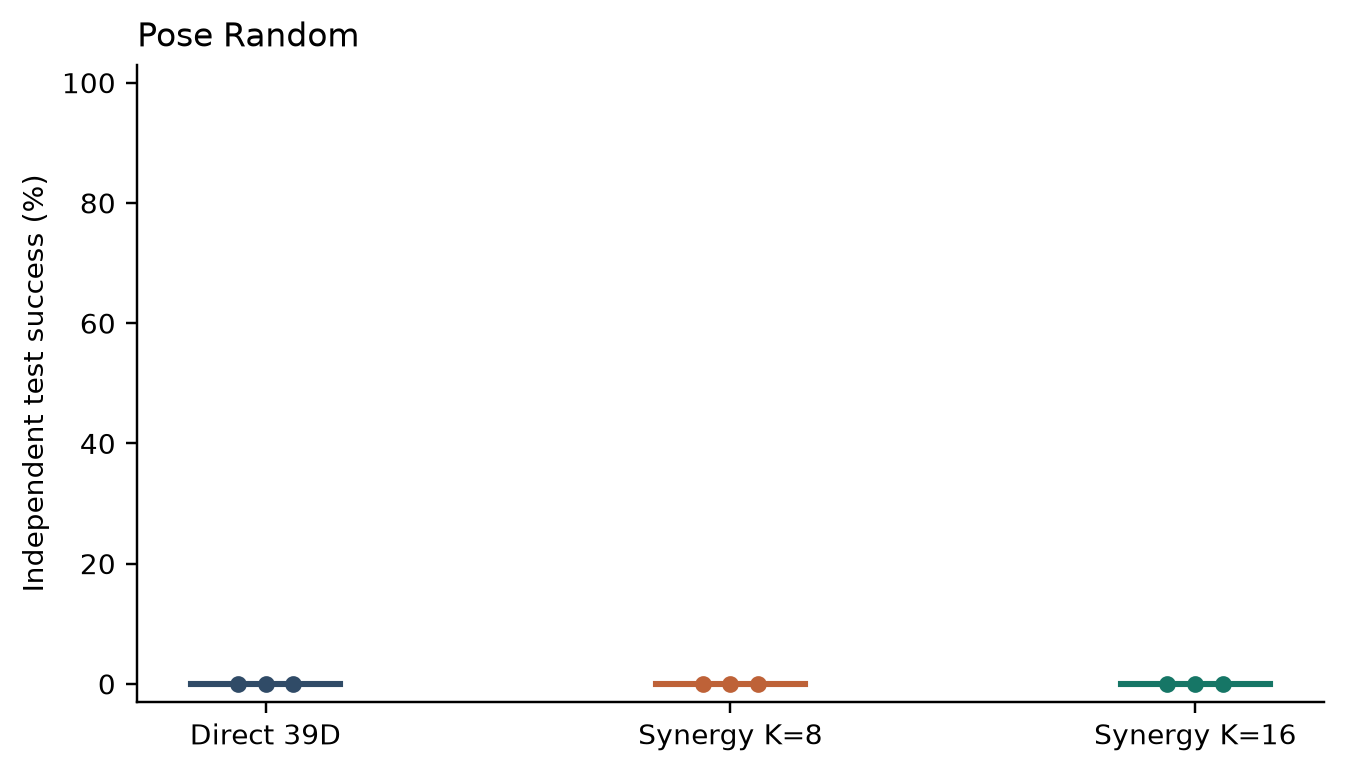 Pose Random
Independent test success (%)
100
80
60
40
20
0
Direct 39D
Synergy K=8
Synergy K=16